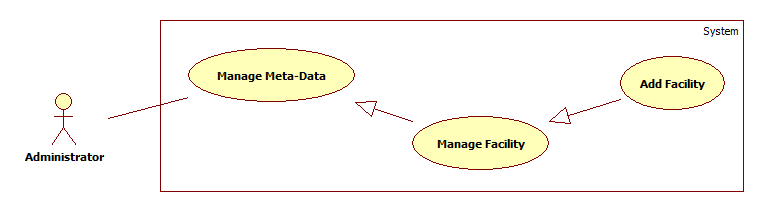 System
Manage Meta-Data
Add Facility
Manage Facility
Administrator